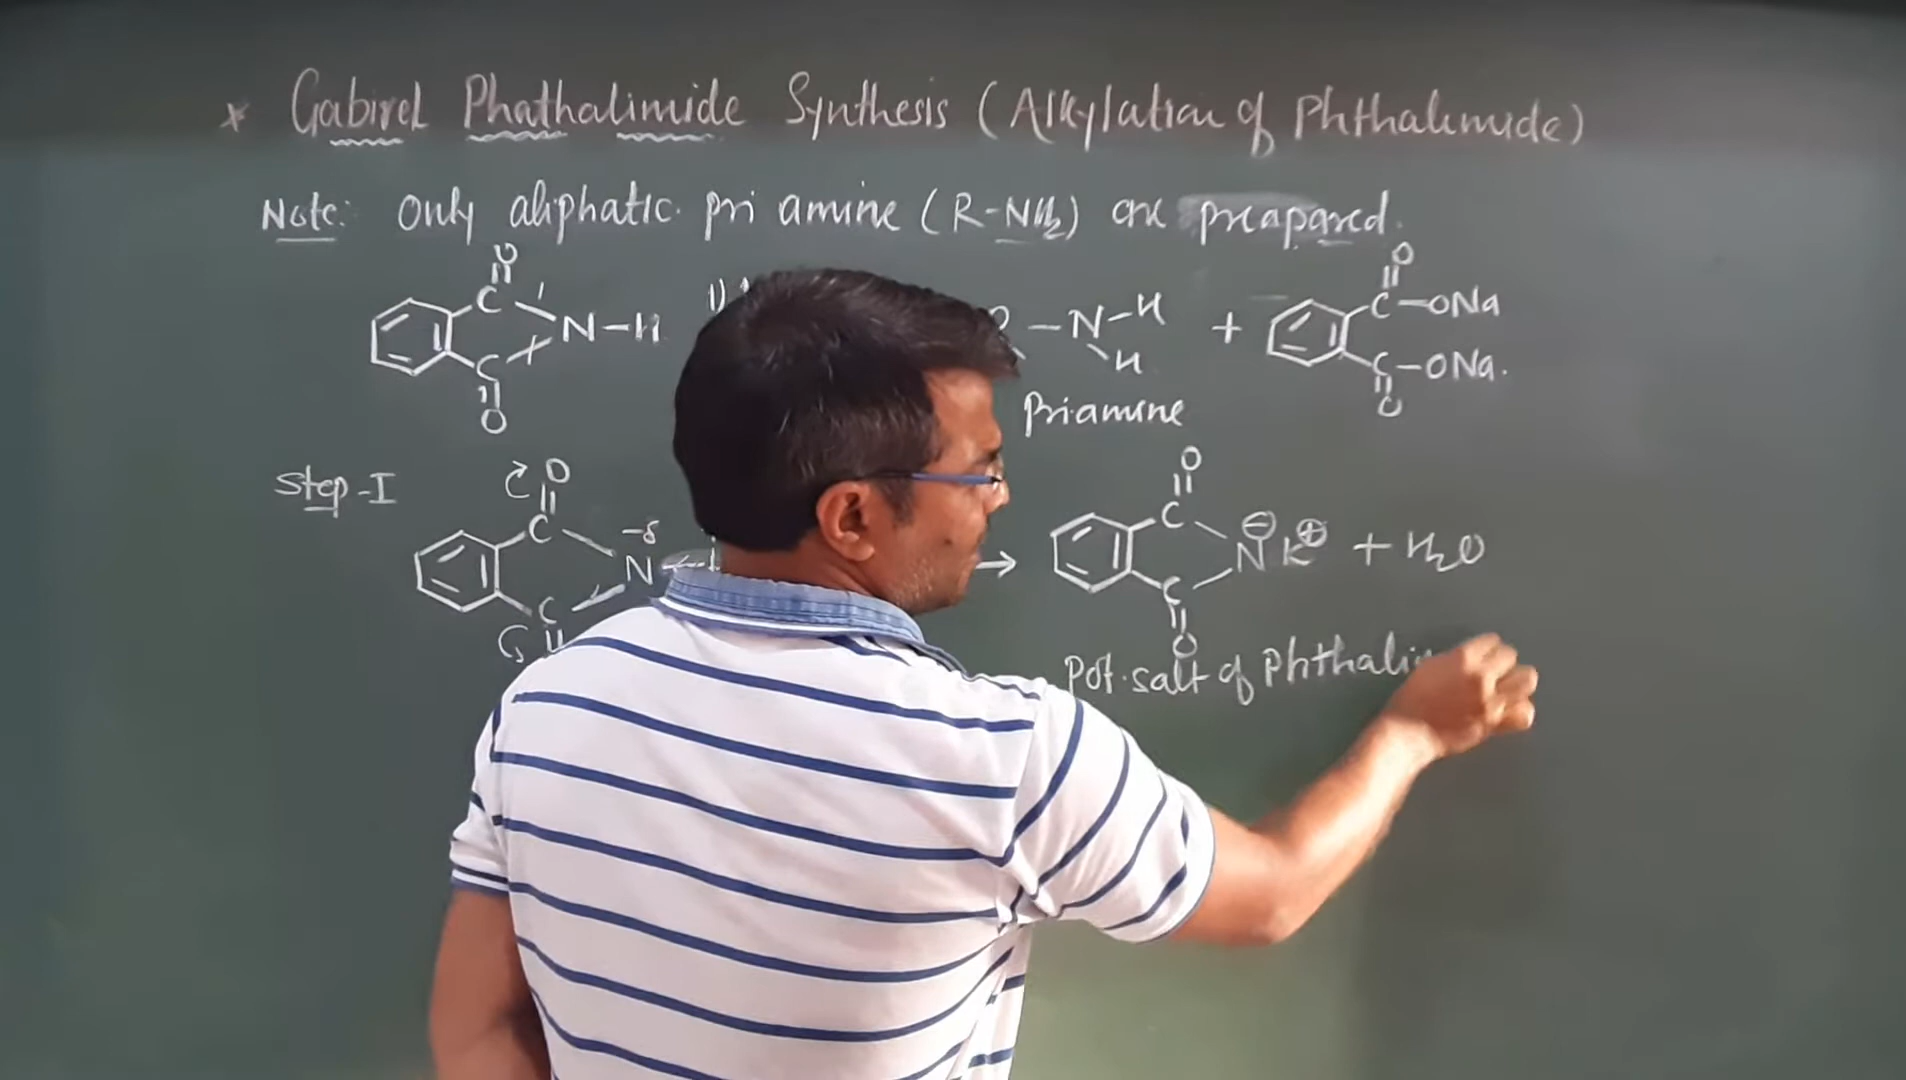 * Gabirel Phathalimide Synthesis (Alkylation of Phthalimide)
Note: Only aliphatic pri amine (R-NH2) are preapared.
O
C
N-H
C
O
1)
-N-H
H
+
O
C-ONa
C-ONa.
O
Pri amine
Step-I
O
C
-δ
N
C
→
O
C
N⊖ K⊕ + H2O
C
O
Pot. salt of